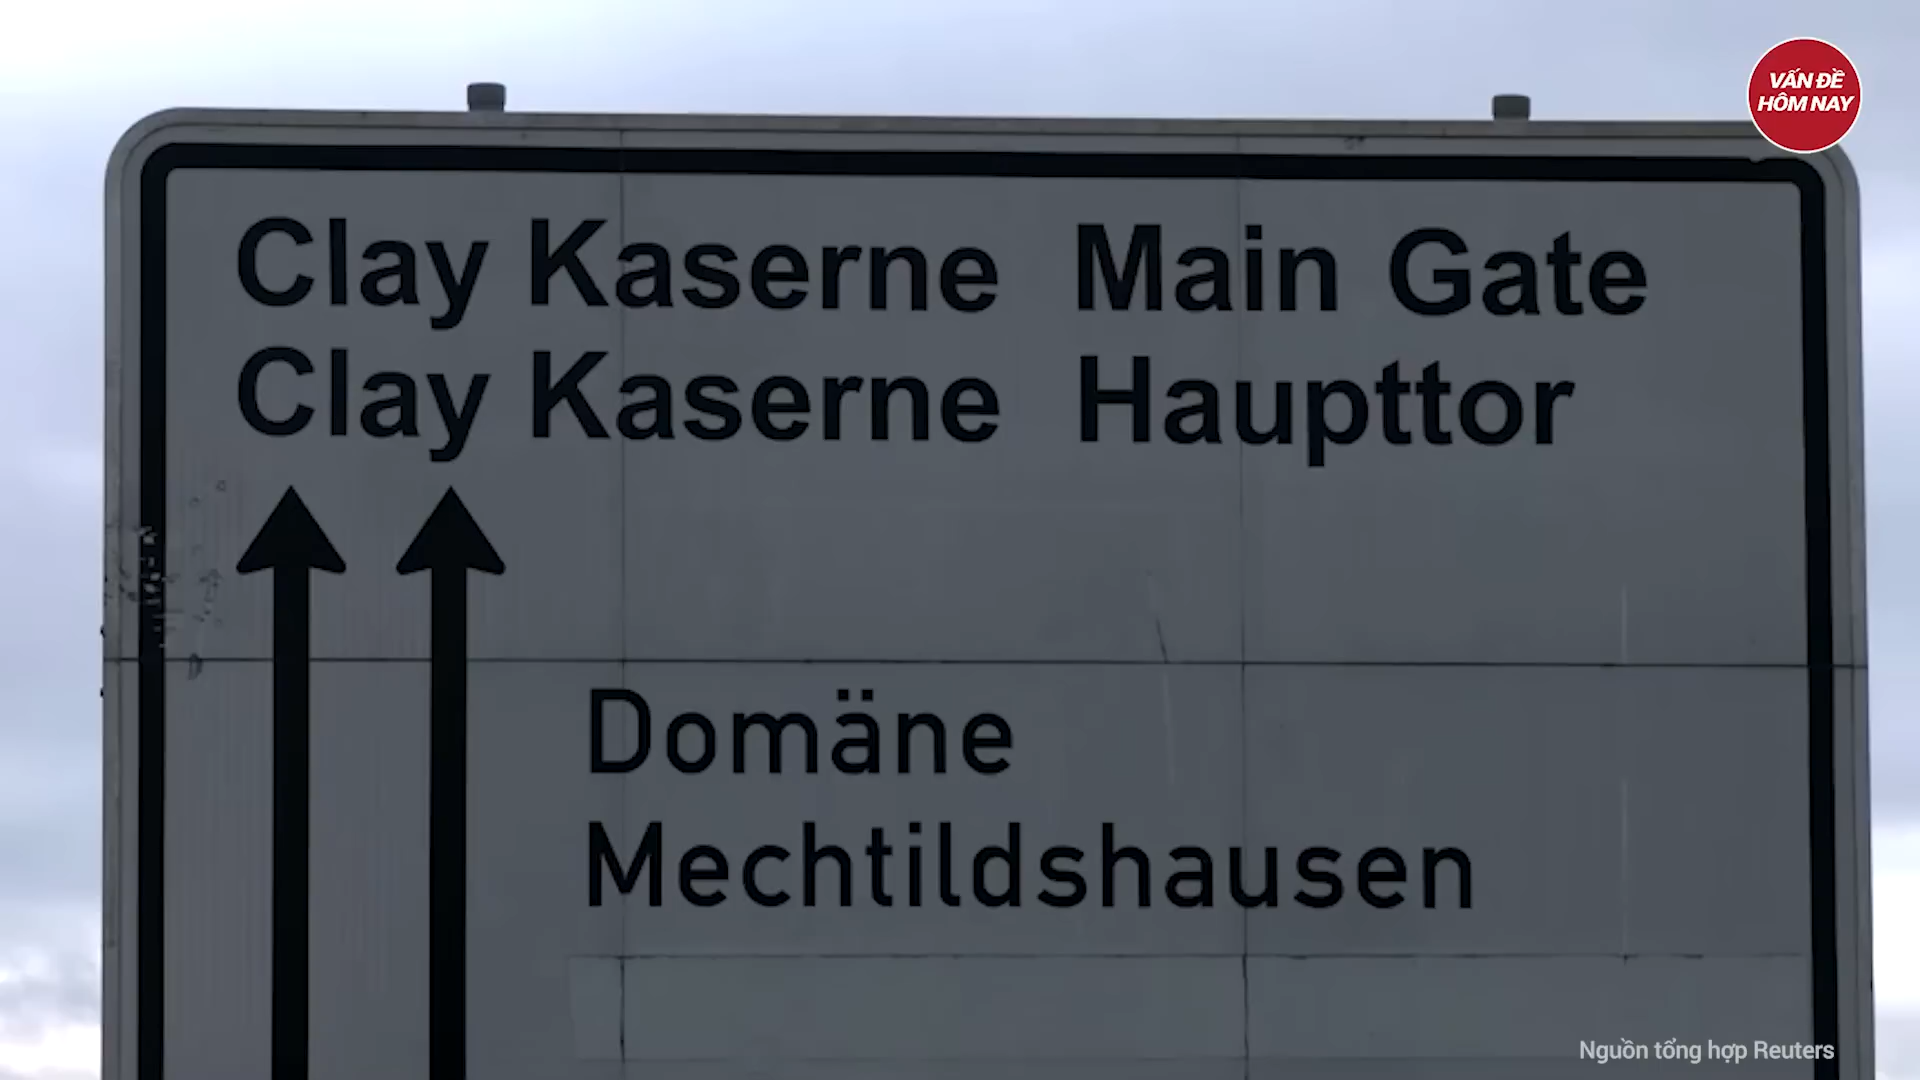 VẤN ĐỀ
HÔM NAY
Clay Kaserne Main Gate
Clay Kaserne Haupttor
Domäne
Mechtildshausen
Nguồn tổng hợp Reuters